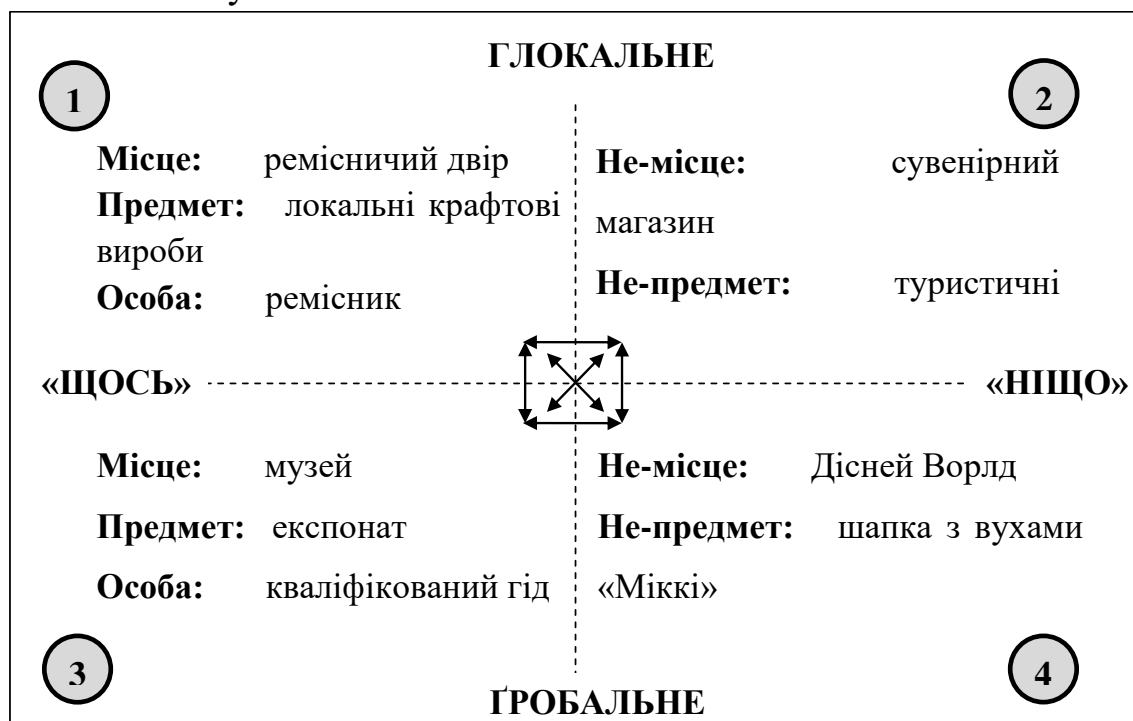 ГЛОКАЛЬНЕ
1
2
Місце: ремісничий двір
Предмет: локальні крафтові
вироби
Особа: ремісник
Не-місце: сувенірний
магазин
Не-предмет: туристичні
«ЩОСЬ»
«НІЩО»
Місце: музей
Предмет: експонат
Особа: кваліфікований гід
Не-місце: Дісней Ворлд
Не-предмет: шапка з вухами
«Міккі»
3
4
ҐРОБАЛЬНЕ